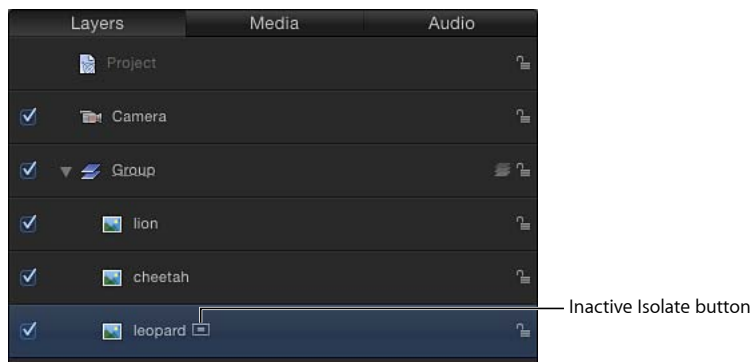 Layers Media Audio
Project
Camera
Group
lion
cheetah
leopard
Inactive Isolate button